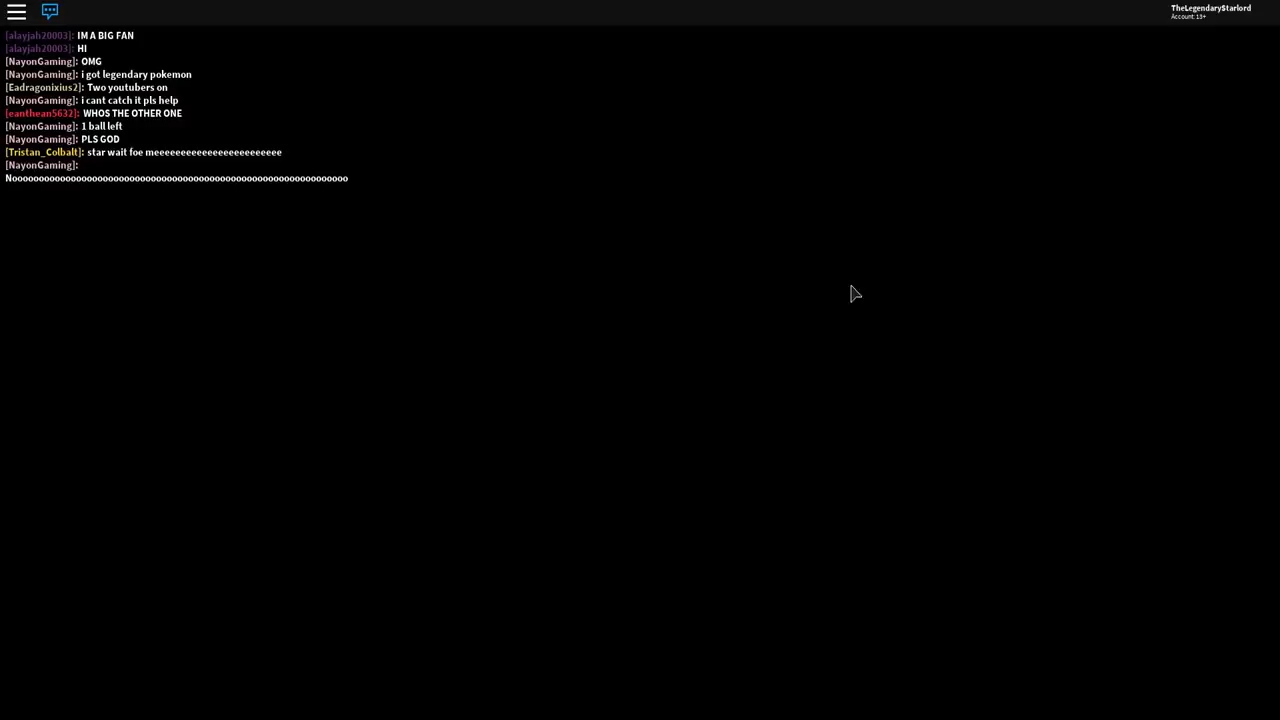 TheLegendaryStarlord
Account: 13+
[alayjah20003]: IM A BIG FAN
[alayjah20003]: HI
[NayonGaming]: OMG
[NayonGaming]: i got legendary pokemon
[Eadragonixius2]: Two youtubers on
[NayonGaming]: i cant catch it pls help
[eanthean5632]: WHOS THE OTHER ONE
[NayonGaming]: 1 ball left
[NayonGaming]: PLS GOD
[Tristan_Colbalt]: star wait foe meeeeeeeeeeeeeeeeeeeeeeee
[NayonGaming]:
Nooooooooooooooooooooooooooooooooooooooooooooooooooooooooooooooo